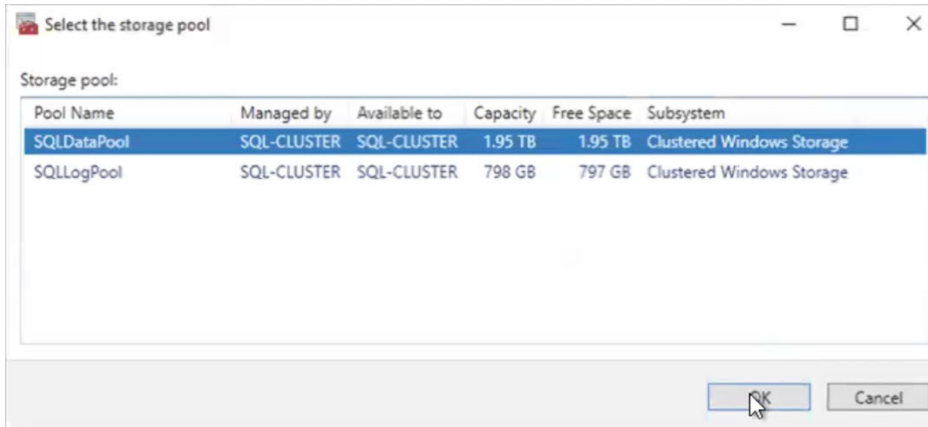 Select the storage pool
Storage pool:
Pool Name Managed by Available to Capacity Free Space Subsystem
SQLDataPool SQL-CLUSTER SQL-CLUSTER 1.95 TB 1.95 TB Clustered Windows Storage
SQLLogPool SQL-CLUSTER SQL-CLUSTER 798 GB 797 GB Clustered Windows Storage
OK Cancel